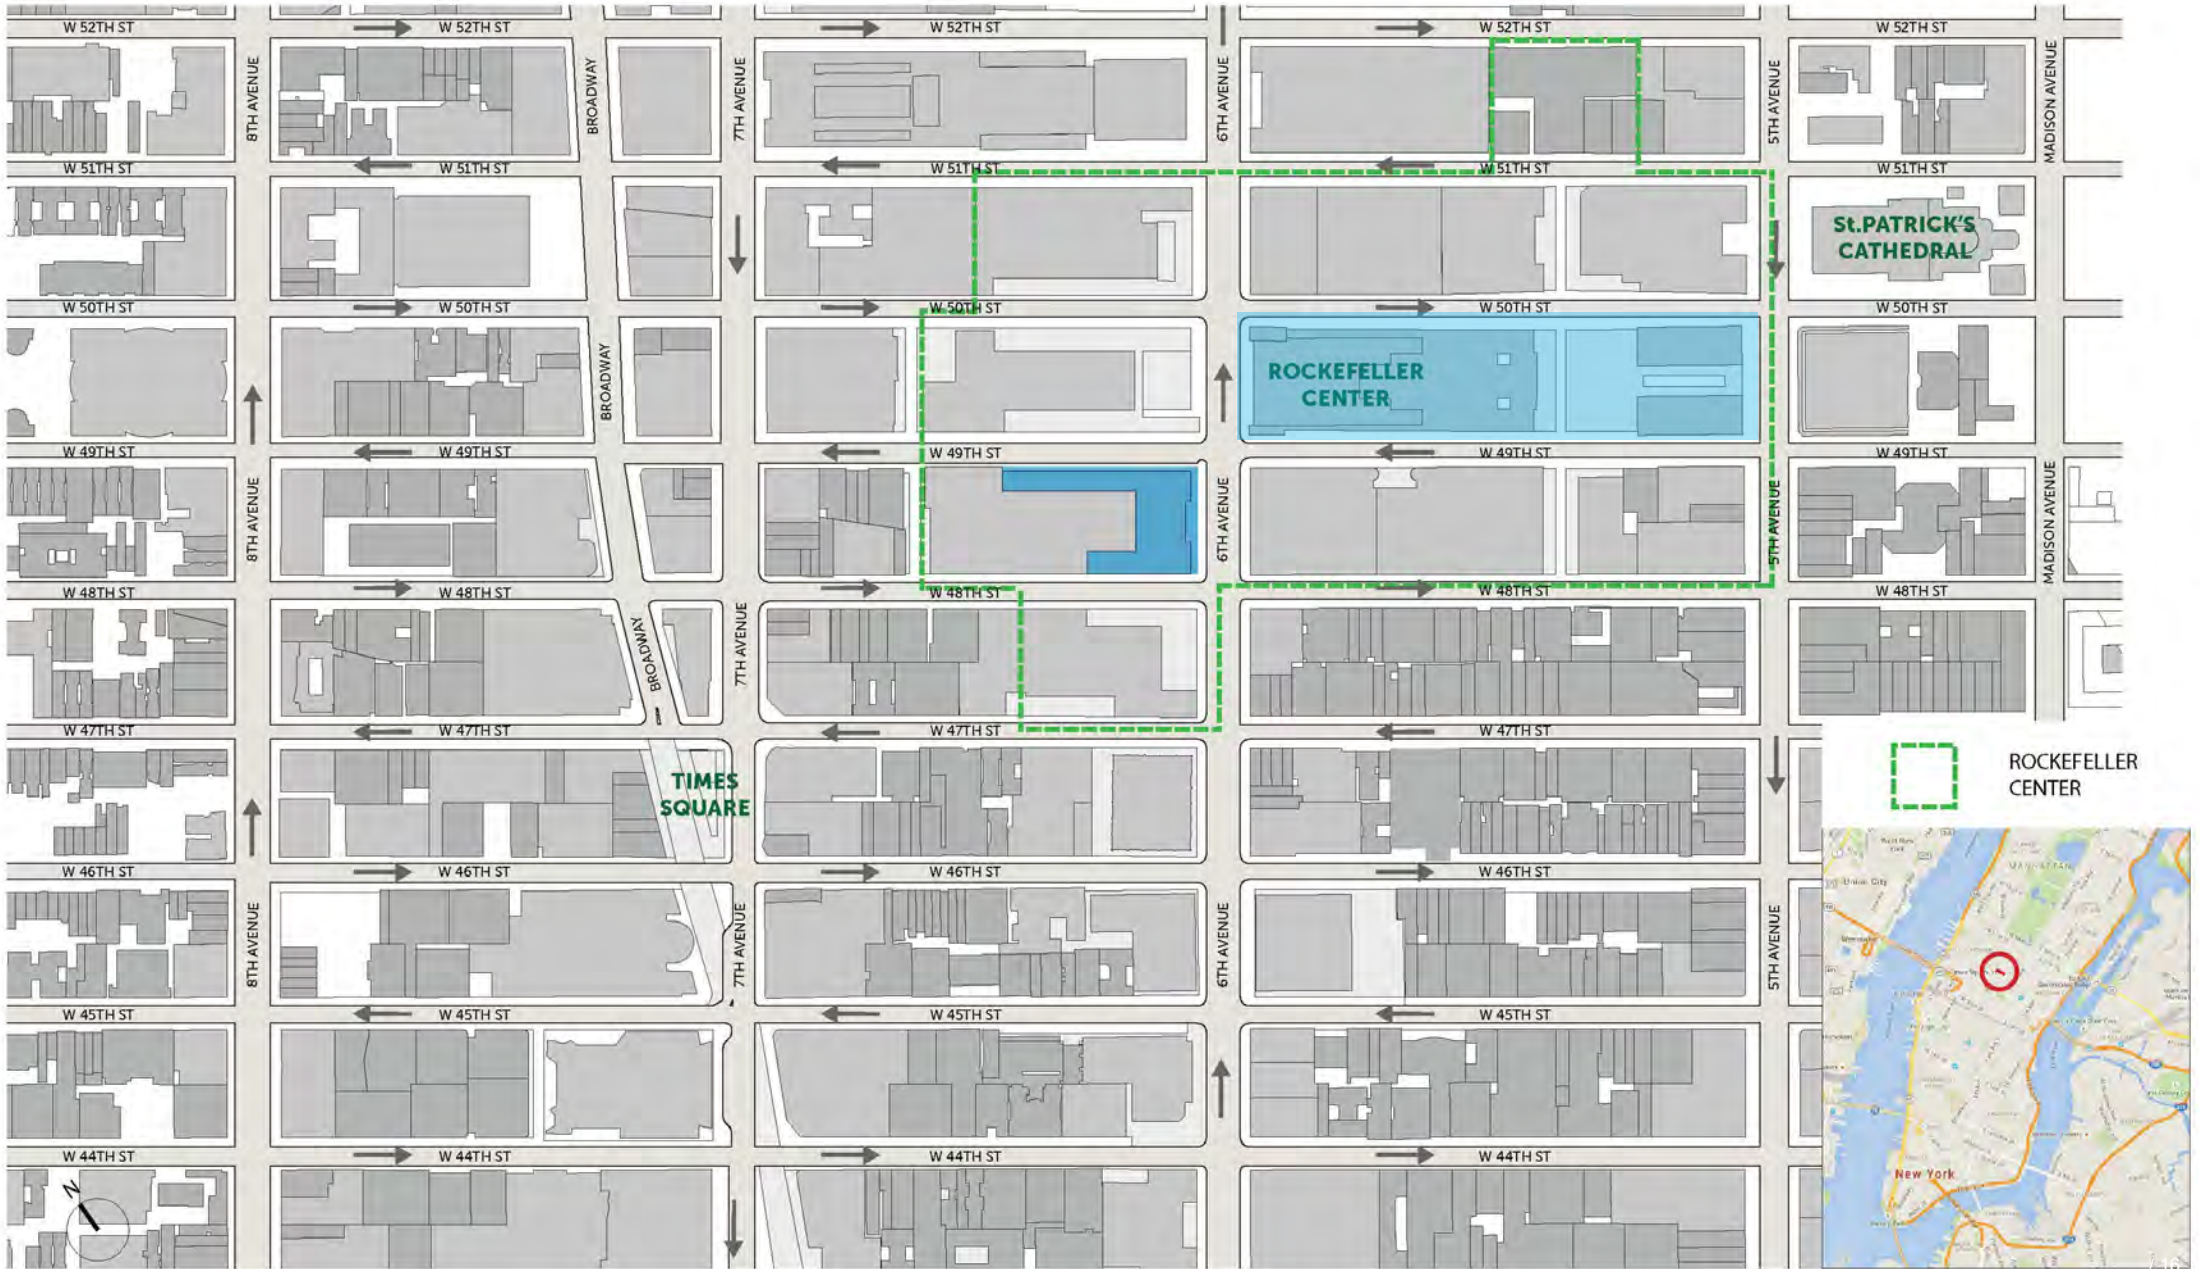 W 52TH ST
W 52TH ST
W 52TH ST
W 52TH ST
W 52TH ST
8TH AVENUE
BROADWAY
7TH AVENUE
6TH AVENUE
5TH AVENUE
MADISON AVENUE
W 51TH ST
W 51TH ST
W 51TH ST
W 51TH ST
W 51TH ST
St.PATRICK'S
CATHEDRAL
W 50TH ST
W 50TH ST
W 50TH ST
W 50TH ST
W 50TH ST
BROADWAY
ROCKEFELLER
CENTER
W 49TH ST
W 49TH ST
W 49TH ST
W 49TH ST
W 49TH ST
8TH AVENUE
6TH AVENUE
5TH AVENUE
MADISON AVENUE
W 48TH ST
W 48TH ST
W 48TH ST
W 48TH ST
W 48TH ST
BROADWAY
7TH AVENUE
W 47TH ST
W 47TH ST
W 47TH ST
W 47TH ST
TIMES
SQUARE
ROCKEFELLER
CENTER
W 46TH ST
W 46TH ST
W 46TH ST
W 46TH ST
8TH AVENUE
7TH AVENUE
6TH AVENUE
5TH AVENUE
W 45TH ST
W 45TH ST
W 45TH ST
W 45TH ST
W 44TH ST
W 44TH ST
W 44TH ST
W 44TH ST
N
MANHATTAN
Union City
New York